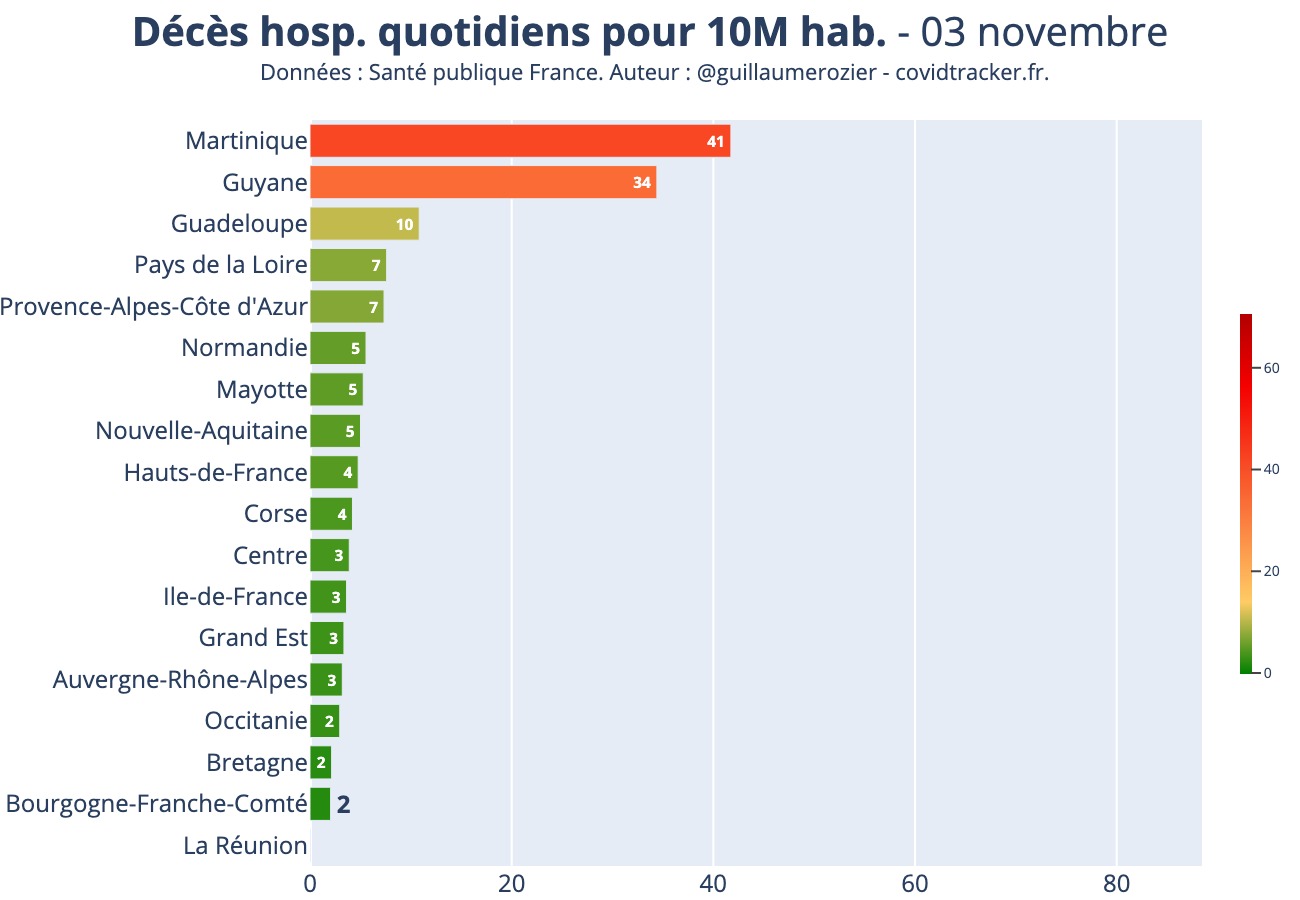 Décès hosp. quotidiens pour 10M hab. - 03 novembre
Données : Santé publique France. Auteur : @guillaumerozier - covidtracker.fr.
Martinique 41
Guyane 34
Guadeloupe 10
Pays de la Loire 7
Provence-Alpes-Côte d'Azur 7
Normandie 5
Mayotte 5
Nouvelle-Aquitaine 5
Hauts-de-France 4
Corse 4
Centre 3
Ile-de-France 3
Grand Est 3
Auvergne-Rhône-Alpes 3
Occitanie 2
Bretagne 2
Bourgogne-Franche-Comté 2
La Réunion
0 20 40 60 80
60
40
20
0